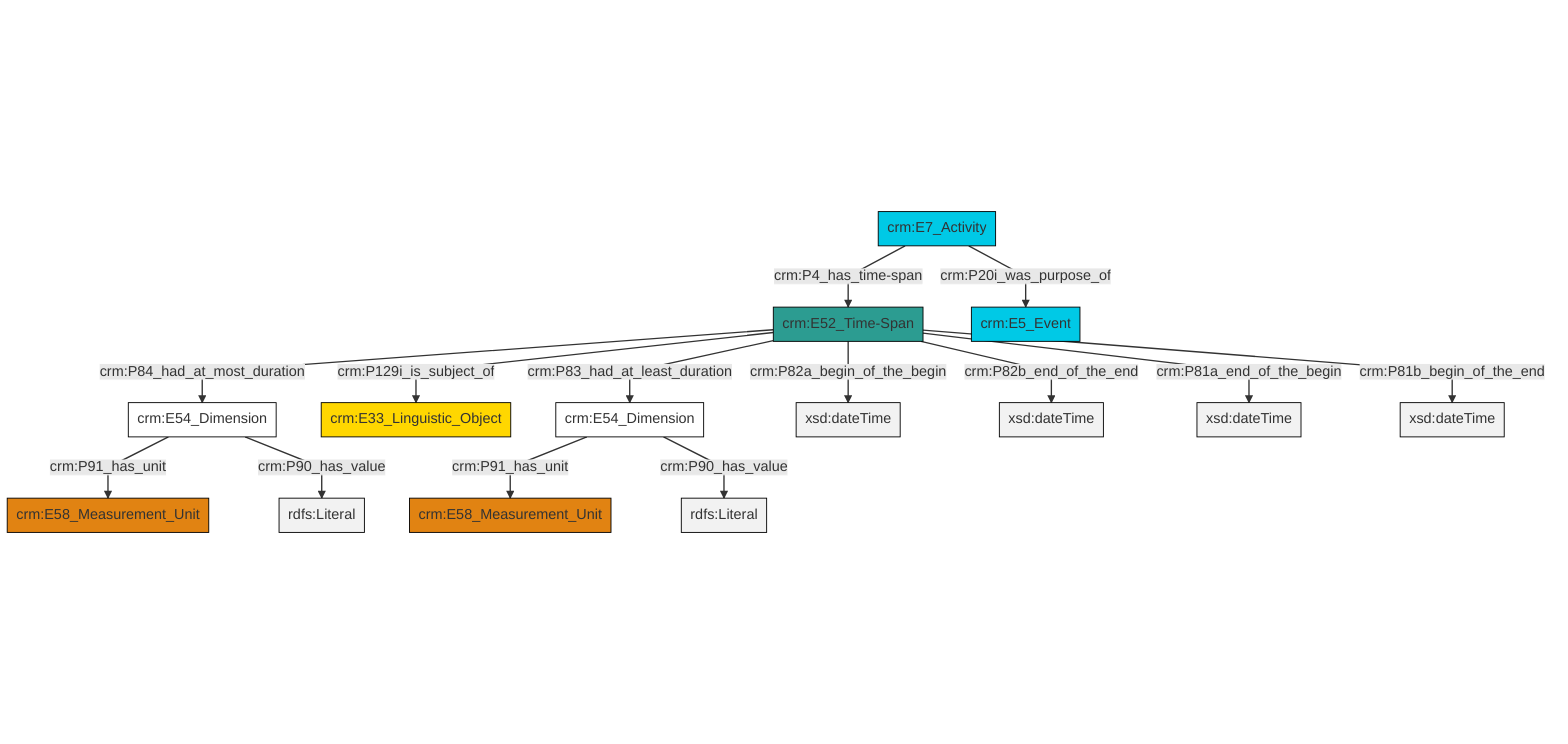 crm:E7_Activity
crm:P4_has_time-span
crm:P20i_was_purpose_of
crm:E52_Time-Span
crm:E5_Event
crm:P84_had_at_most_duration
crm:P129i_is_subject_of
crm:P83_had_at_least_duration
crm:P82a_begin_of_the_begin
crm:P82b_end_of_the_end
crm:P81a_end_of_the_begin
crm:P81b_begin_of_the_end
crm:E54_Dimension
crm:E33_Linguistic_Object
crm:E54_Dimension
xsd:dateTime
xsd:dateTime
xsd:dateTime
xsd:dateTime
crm:P91_has_unit
crm:P90_has_value
crm:P91_has_unit
crm:P90_has_value
crm:E58_Measurement_Unit
rdfs:Literal
crm:E58_Measurement_Unit
rdfs:Literal